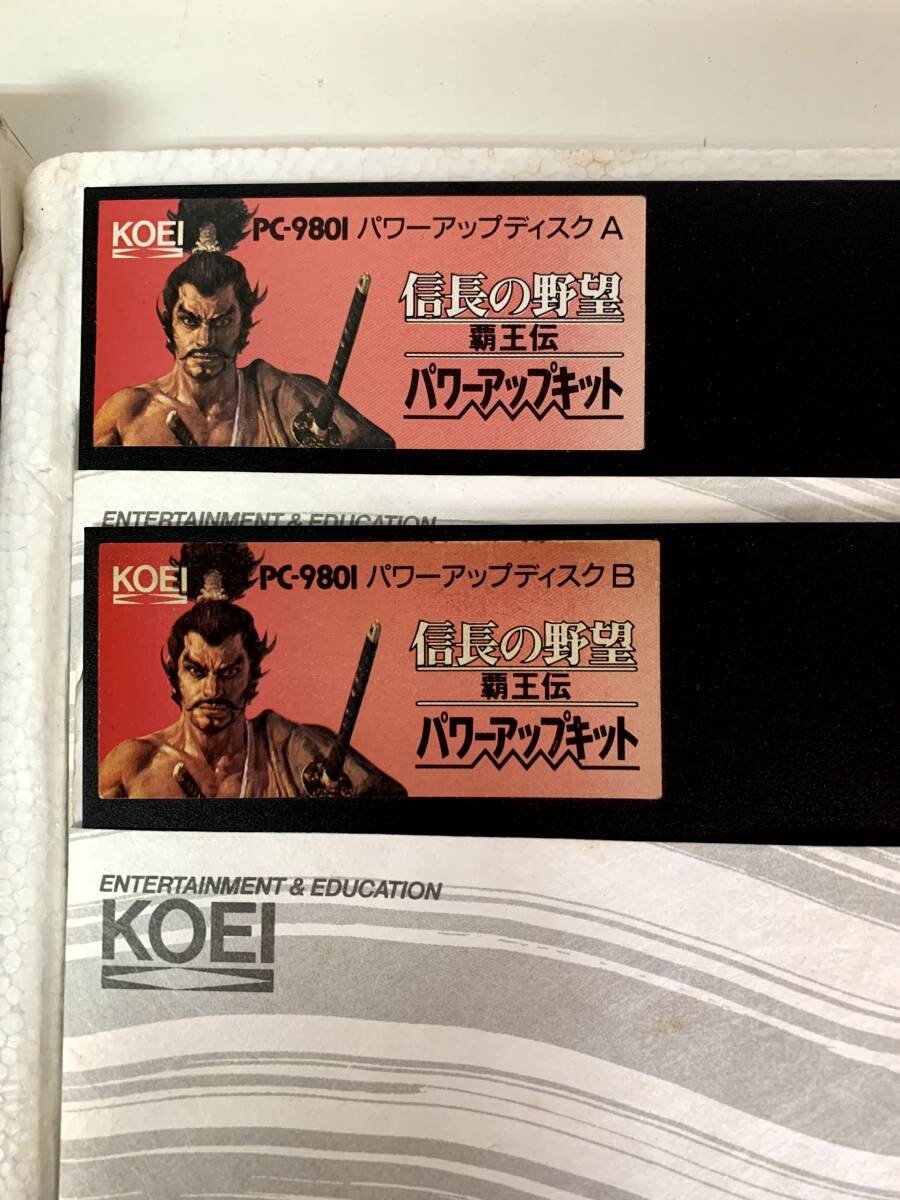 KOEI
PC-9801 パワーアップディスク A
信長の野望
覇王伝
パワーアップキット
ENTERTAINMENT & EDUCATION
KOEI
PC-9801 パワーアップディスク B
信長の野望
覇王伝
パワーアップキット
ENTERTAINMENT & EDUCATION
KOEI